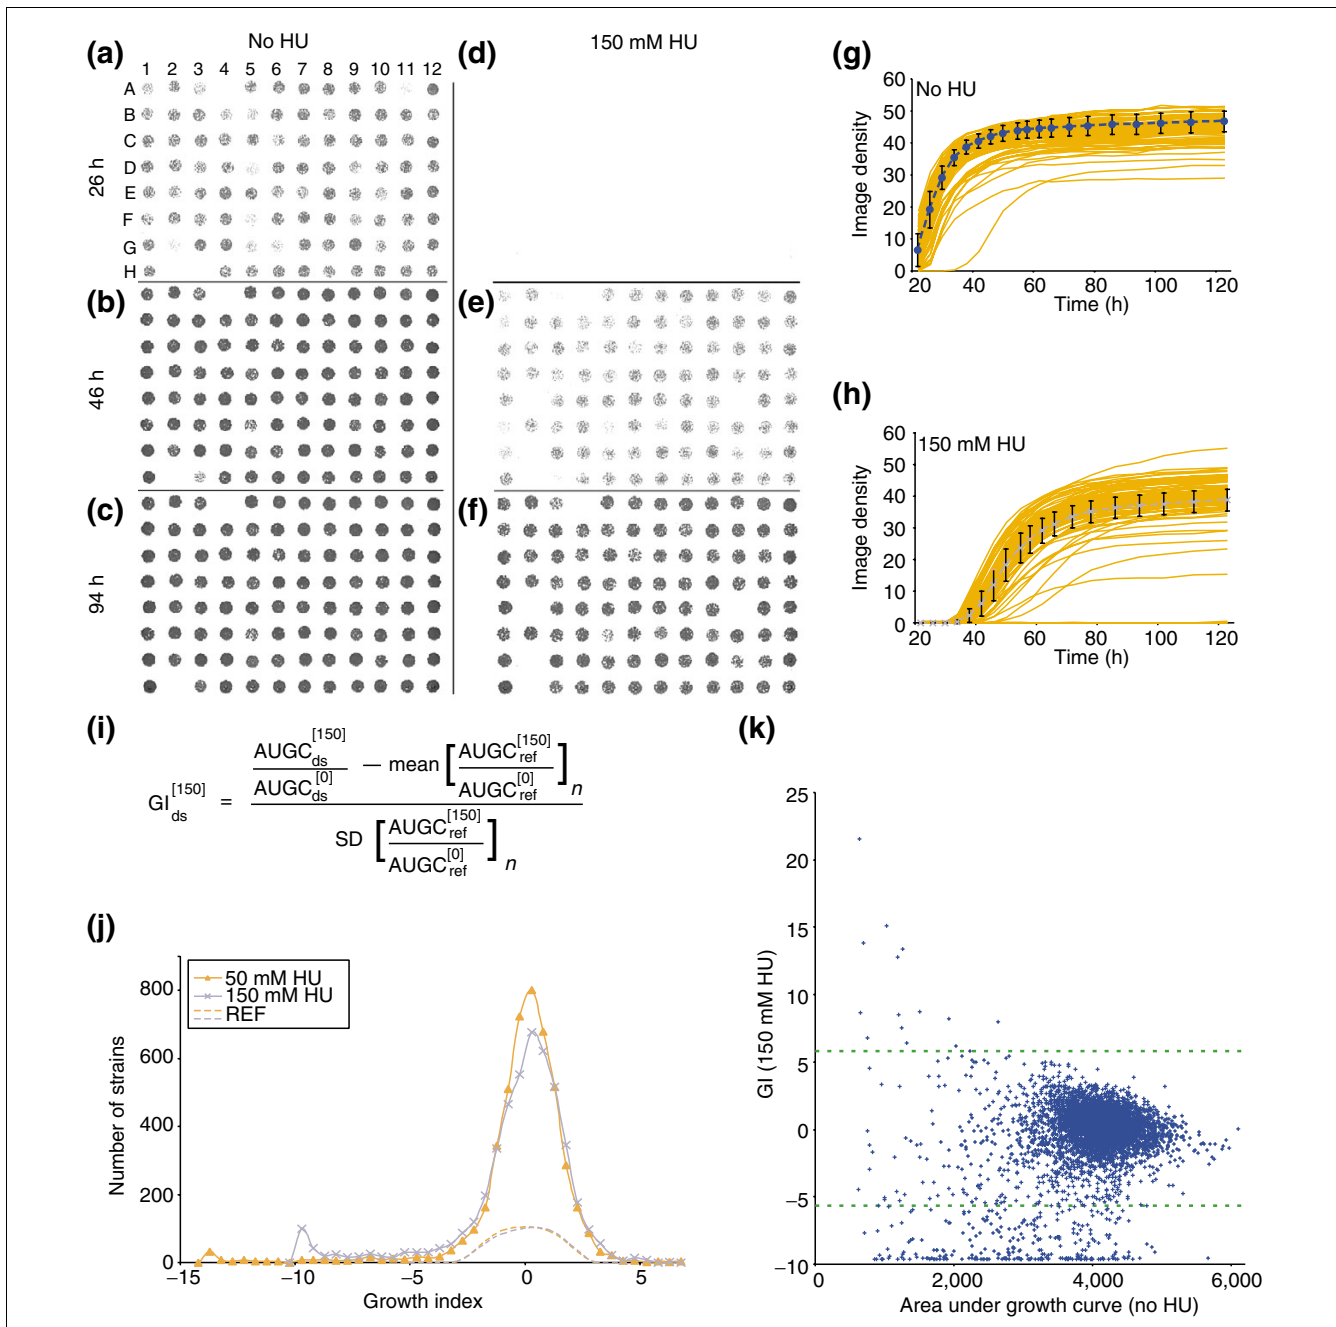 (a)
No HU
1 2 3 4 5 6 7 8 9 10 11 12
A
B
C
D
E
F
G
H
26 h
(b)
46 h
(c)
94 h
(d)
150 mM HU
(e)
(f)
(g)
No HU
Image density
60
50
40
30
20
10
0
20 40 60 80 100 120
Time (h)
(h)
150 mM HU
Image density
60
50
40
30
20
10
0
20 40 60 80 100 120
Time (h)
(i)
GI ds [150] = AUGC ds [150] / AUGC ds [0] — mean [ AUGC ref [150] / AUGC ref [0] ] n
SD [ AUGC ref [150] / AUGC ref [0] ] n
(j)
50 mM HU
150 mM HU
REF
Number of strains
800
600
400
200
0
−15 −10 −5 0 5
Growth index
(k)
GI (150 mM HU)
25
20
15
10
5
0
−5
−10
0 2,000 4,000 6,000
Area under growth curve (no HU)